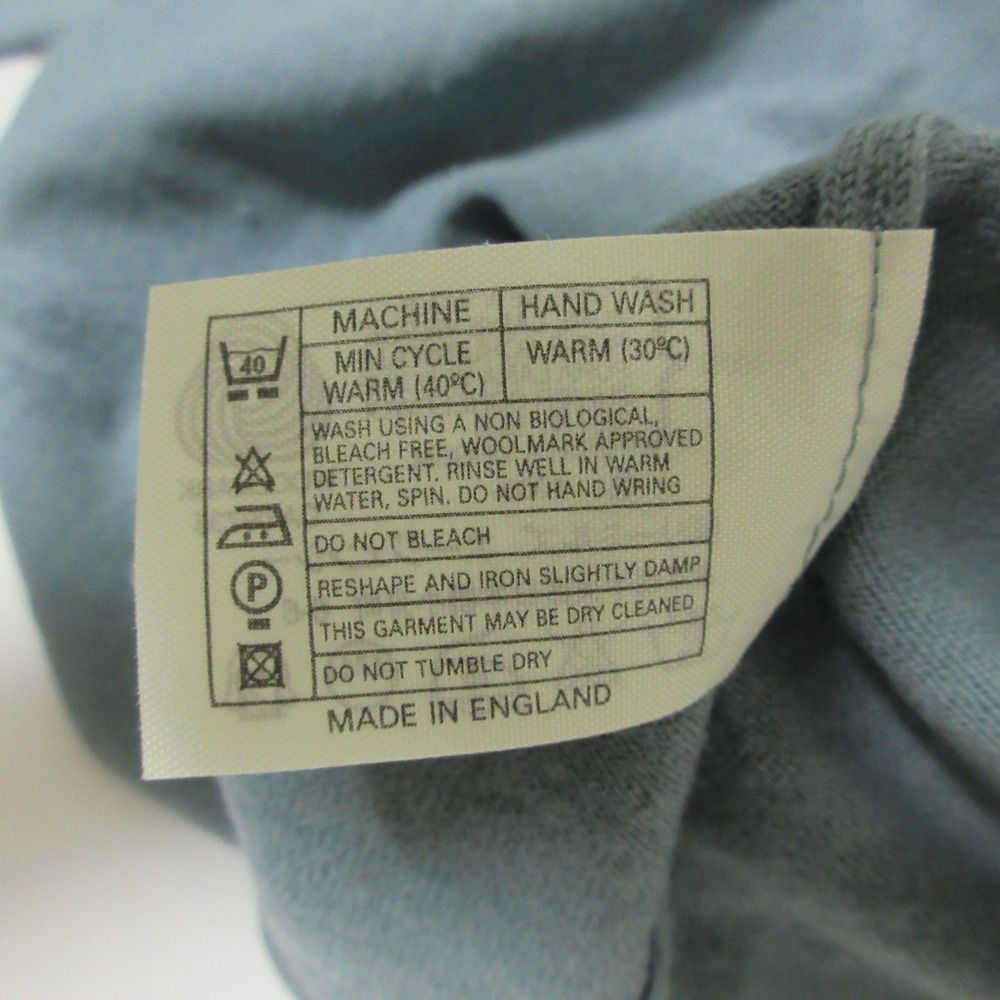 40
MACHINE
HAND WASH
MIN CYCLE
WARM (40ºC)
WARM (30ºC)
WASH USING A NON BIOLOGICAL,
BLEACH FREE, WOOLMARK APPROVED
DETERGENT. RINSE WELL IN WARM
WATER, SPIN. DO NOT HAND WRING
DO NOT BLEACH
RESHAPE AND IRON SLIGHTLY DAMP
P
THIS GARMENT MAY BE DRY CLEANED
DO NOT TUMBLE DRY
MADE IN ENGLAND